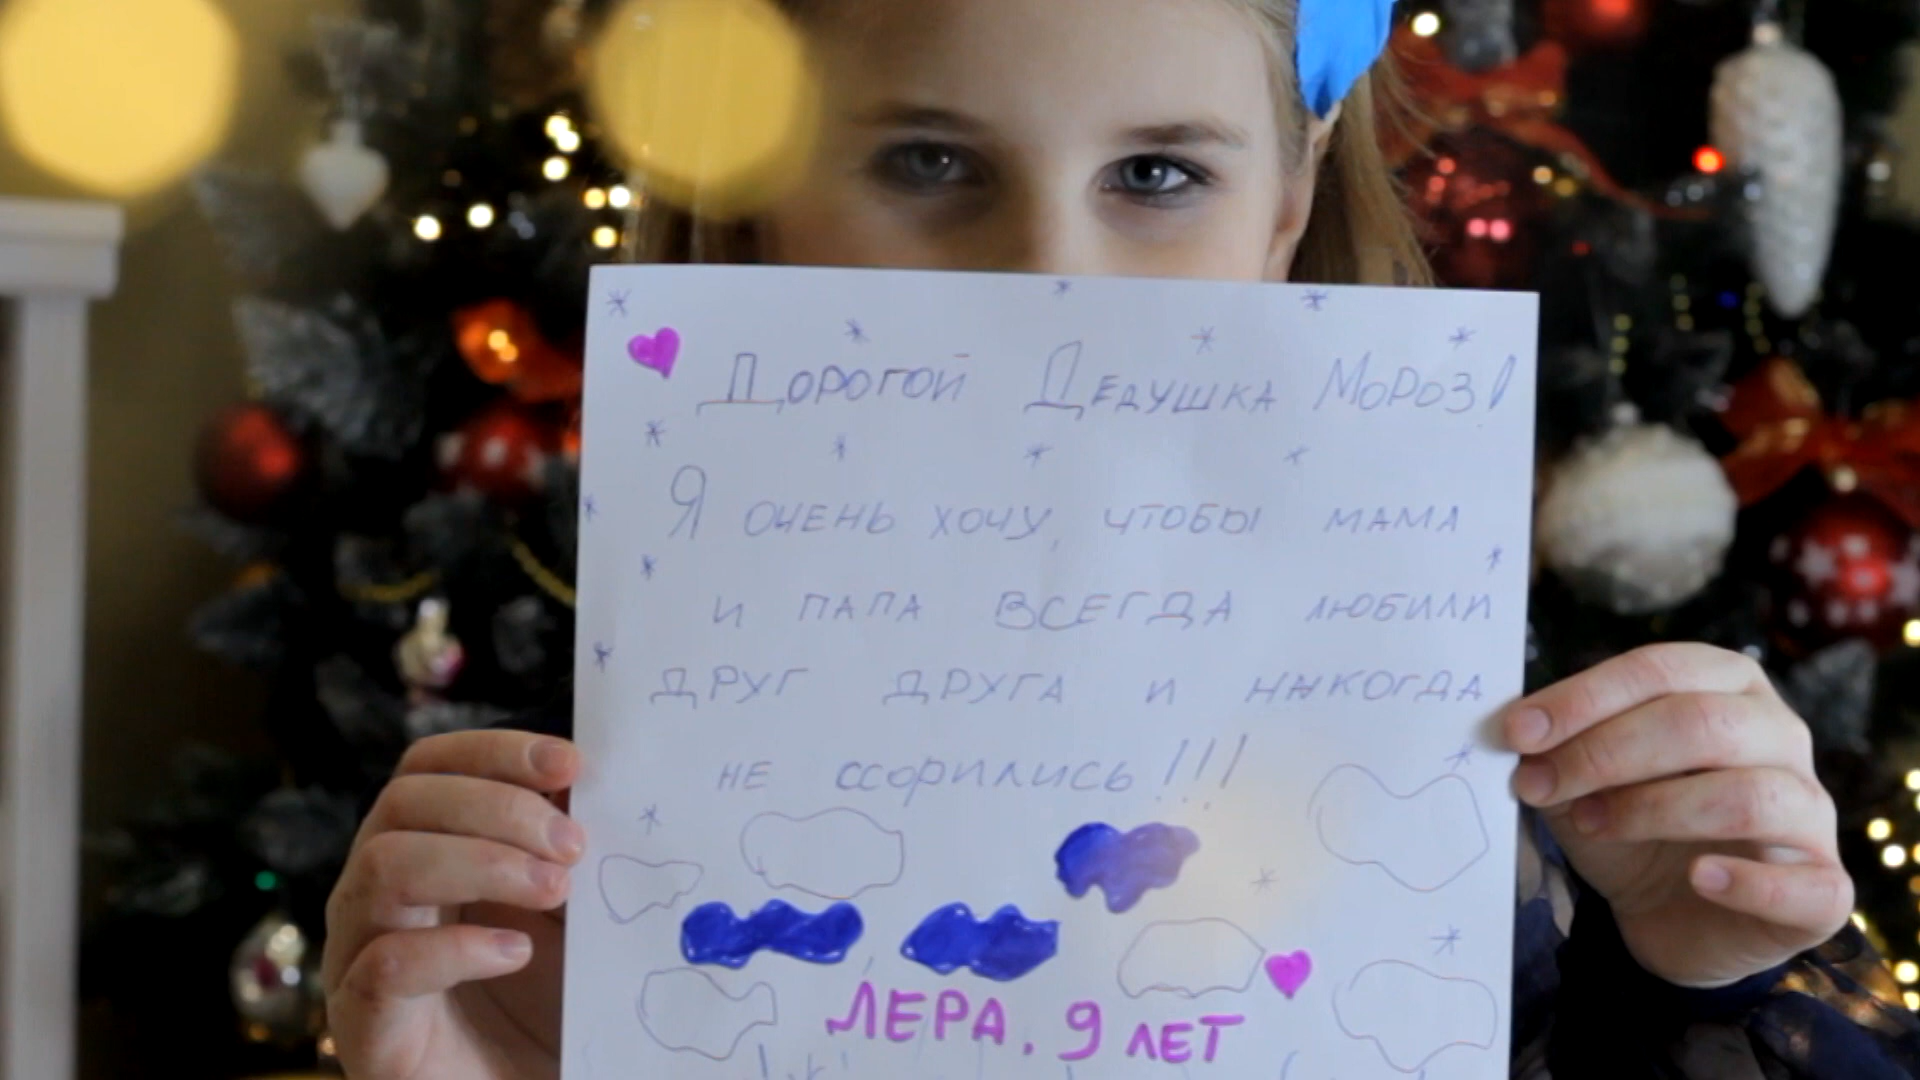 Дорогой Дедушка Мороз!
Я очень хочу, чтобы мама
и папа ВСЕГДА любили
друг друга и никогда
не ссорились!!!
ЛЕРА. 9 ЛЕТ